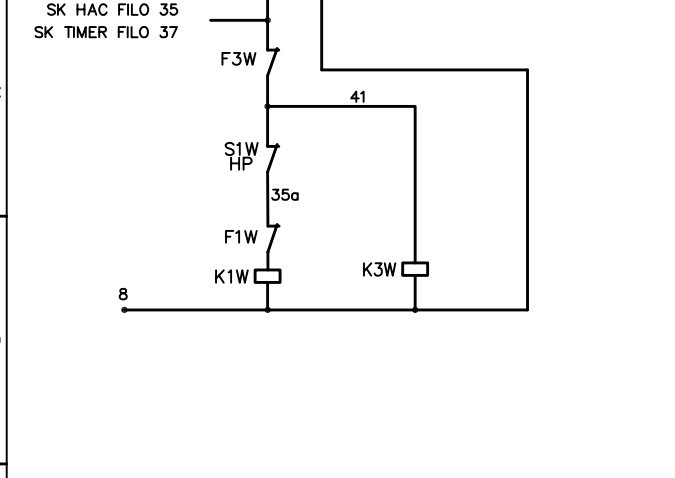 SK HAC FILO 35
SK TIMER FILO 37
F3W
41
S1W
HP
35a
F1W
K1W
K3W
8